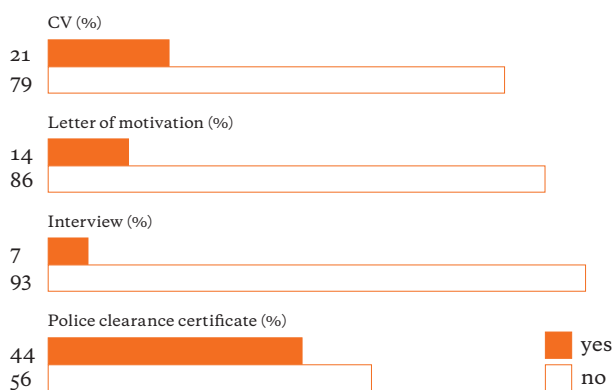 CV (%)
21
79
Letter of motivation (%)
14
86
Interview (%)
7
93
Police clearance certificate (%)
44
56
yes
no